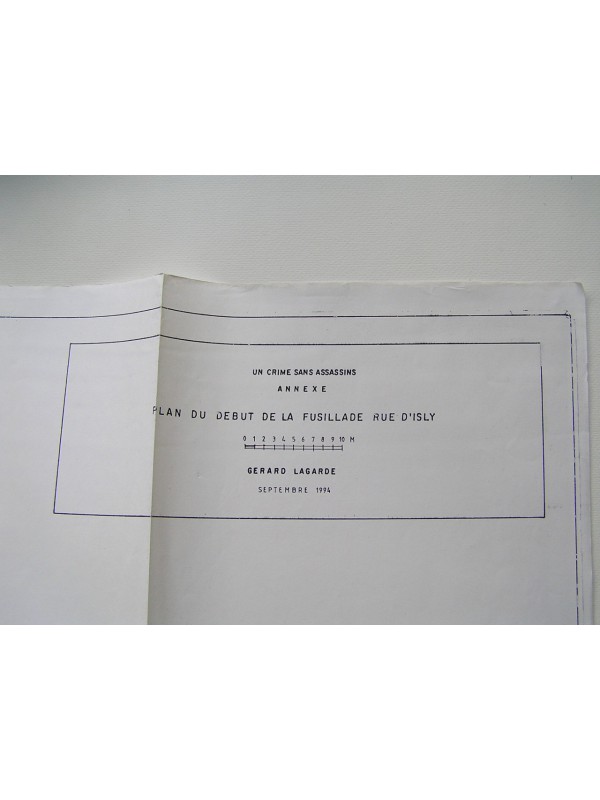 UN CRIME SANS ASSASSINS
ANNEXE
PLAN DU DEBUT DE LA FUSILLADE RUE D'ISLY
0 1 2 3 4 5 6 7 8 9 10 M
GERARD LAGARDE
SEPTEMBRE 1994